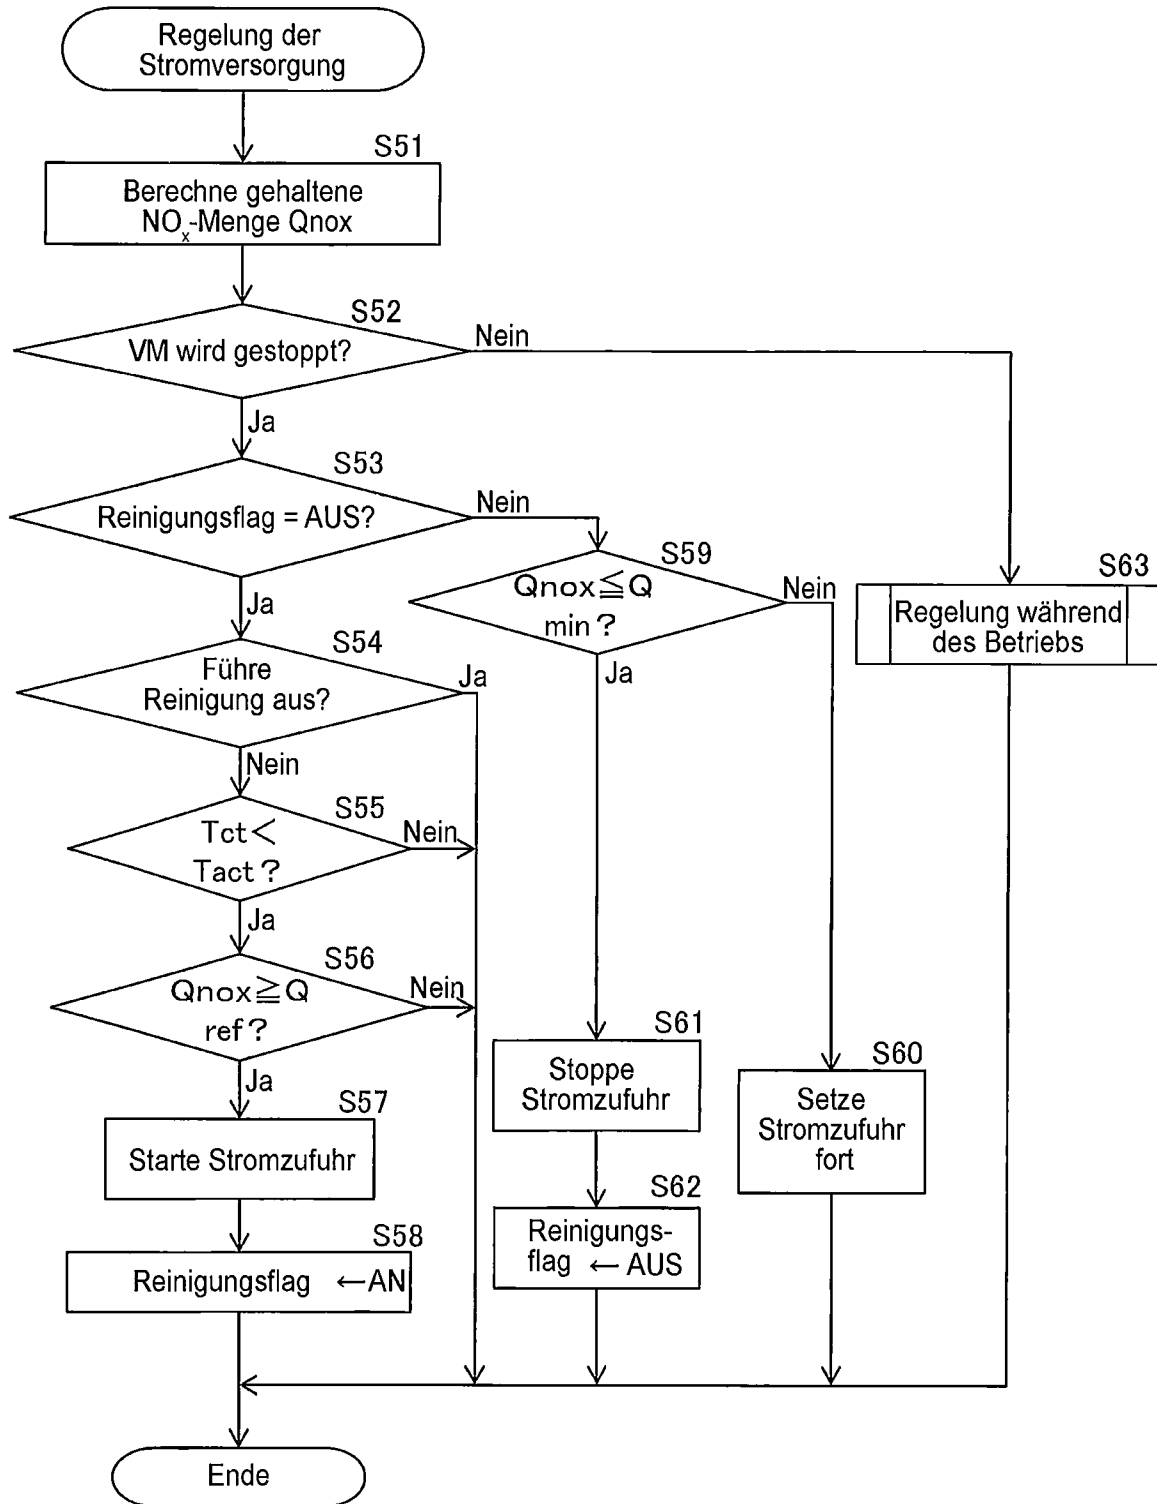 Regelung der
Stromversorgung
S51
Berechne gehaltene
NOx-Menge Qnox
S52
VM wird gestoppt?
Nein
Ja
S53
Reinigungsflag = AUS?
Nein
Ja
S59
Qnox≦Q
min?
Nein
Ja
S63
Regelung während
des Betriebs
S54
Führe
Reinigung aus?
Ja
Nein
S55
Tct<
Tact?
Nein
Ja
S56
Qnox≧Q
ref?
Nein
Ja
S57
Starte Stromzufuhr
S58
Reinigungsflag ←AN
S61
Stoppe
Stromzufuhr
S62
Reinigungs-
flag ← AUS
S60
Setze
Stromzufuhr
fort
Ende